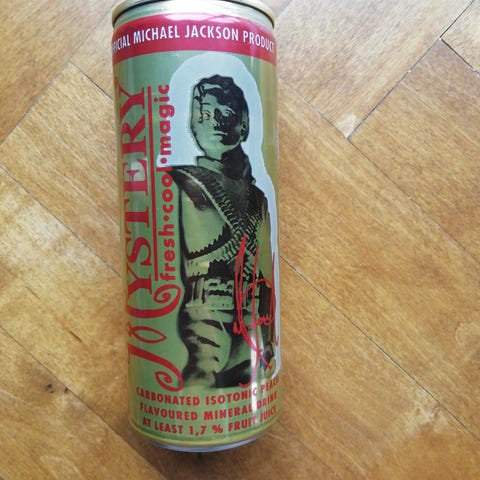 OFFICIAL MICHAEL JACKSON PRODUCT
MYSTERY
fresh•cool•magic
CARBONATED ISOTONIC PEACH
FLAVOURED MINERAL DRINK
AT LEAST 1,7 % FRUIT JUICE